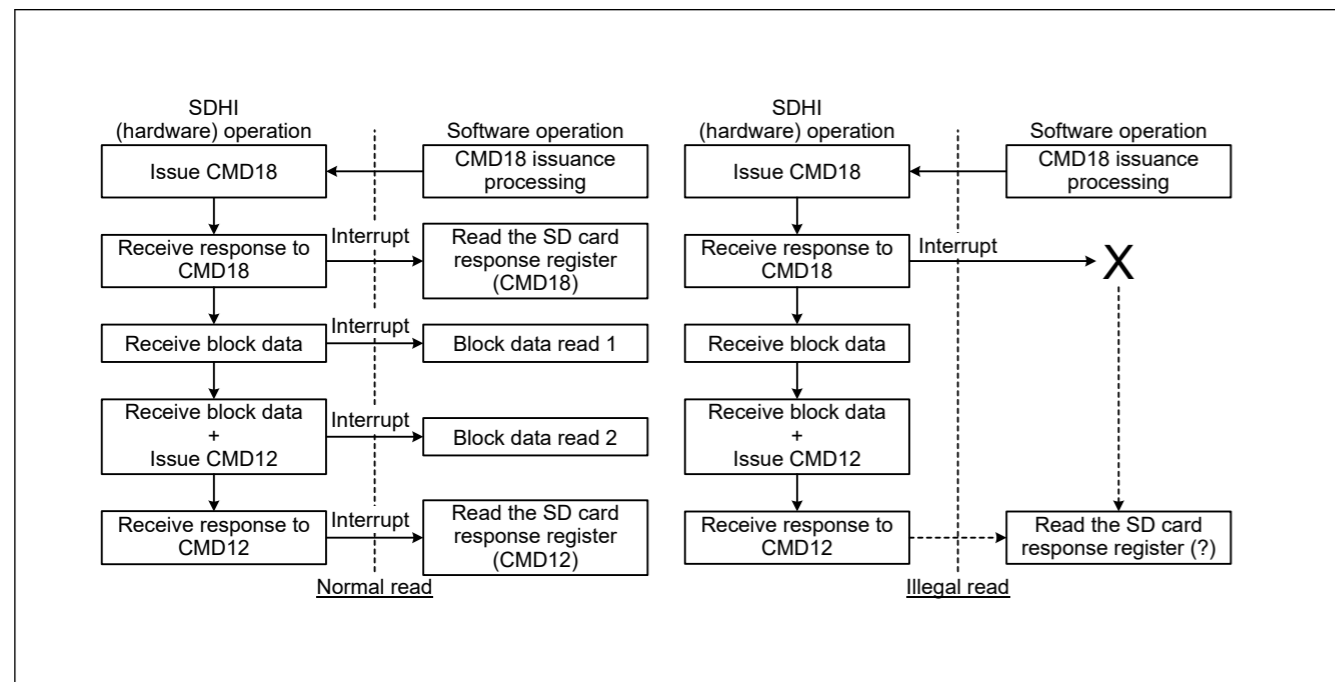 SDHI
(hardware) operation
Software operation
Issue CMD18
CMD18 issuance
processing
Receive response to
CMD18
Interrupt
Read the SD card
response register
(CMD18)
Receive block data
Interrupt
Block data read 1
Receive block data
+
Issue CMD12
Interrupt
Block data read 2
Receive response to
CMD12
Interrupt
Read the SD card
response register
(CMD12)
Normal read
SDHI
(hardware) operation
Software operation
Issue CMD18
CMD18 issuance
processing
Receive response to
CMD18
Interrupt
X
Receive block data
Receive block data
+
Issue CMD12
Receive response to
CMD12
Read the SD card
response register (?)
Illegal read